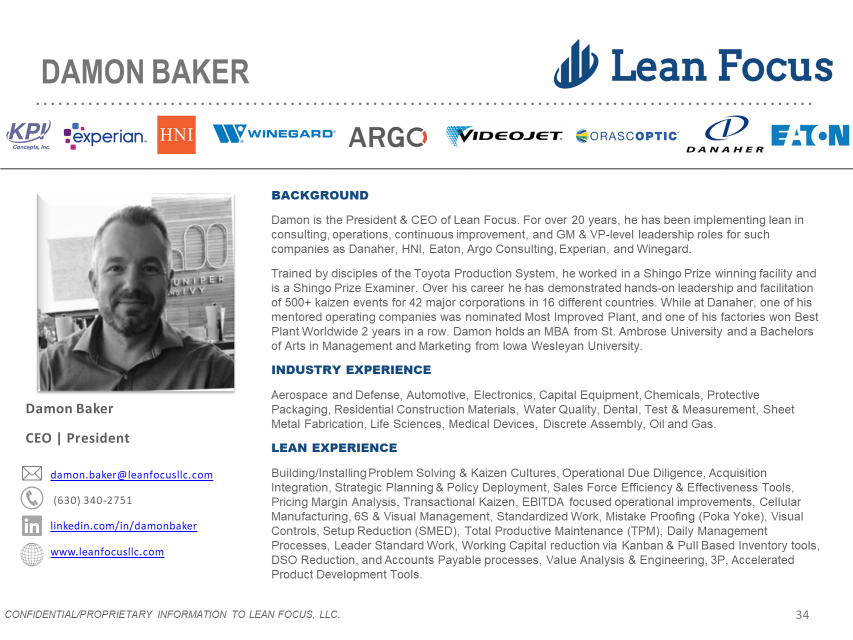 DAMON BAKER
Lean Focus
KPI
Concepts, Inc.
experian
HNI
WINEGARD
ARGO
VIDEOJET
ORASCOPTIC
DANAHER
EATON
BACKGROUND
Damon is the President & CEO of Lean Focus. For over 20 years, he has been implementing lean in
consulting, operations, continuous improvement, and GM & VP-level leadership roles for such
companies as Danaher, HNI, Eaton, Argo Consulting, Experian, and Winegard.
Trained by disciples of the Toyota Production System, he worked in a Shingo Prize winning facility and
is a Shingo Prize Examiner. Over his career he has demonstrated hands-on leadership and facilitation
of 500+ kaizen events for 42 major corporations in 16 different countries. While at Danaher, one of his
mentored operating companies was nominated Most Improved Plant, and one of his factories won Best
Plant Worldwide 2 years in a row. Damon holds an MBA from St. Ambrose University and a Bachelors
of Arts in Management and Marketing from Iowa Wesleyan University.
INDUSTRY EXPERIENCE
Aerospace and Defense, Automotive, Electronics, Capital Equipment, Chemicals, Protective
Packaging, Residential Construction Materials, Water Quality, Dental, Test & Measurement, Sheet
Metal Fabrication, Life Sciences, Medical Devices, Discrete Assembly, Oil and Gas.
LEAN EXPERIENCE
Building/Installing Problem Solving & Kaizen Cultures, Operational Due Diligence, Acquisition
Integration, Strategic Planning & Policy Deployment, Sales Force Efficiency & Effectiveness Tools,
Pricing Margin Analysis, Transactional Kaizen, EBITDA focused operational improvements, Cellular
Manufacturing, 6S & Visual Management, Standardized Work, Mistake Proofing (Poka Yoke), Visual
Controls, Setup Reduction (SMED), Total Productive Maintenance (TPM), Daily Management
Processes, Leader Standard Work, Working Capital reduction via Kanban & Pull Based Inventory tools,
DSO Reduction, and Accounts Payable processes, Value Analysis & Engineering, 3P, Accelerated
Product Development Tools.
UNIPER
AND IVY
Damon Baker
CEO | President
damon.baker@leanfocusllc.com
(630) 340-2751
in
linkedin.com/in/damonbaker
www.leanfocusllc.com
CONFIDENTIAL/PROPRIETARY INFORMATION TO LEAN FOCUS, LLC.
34